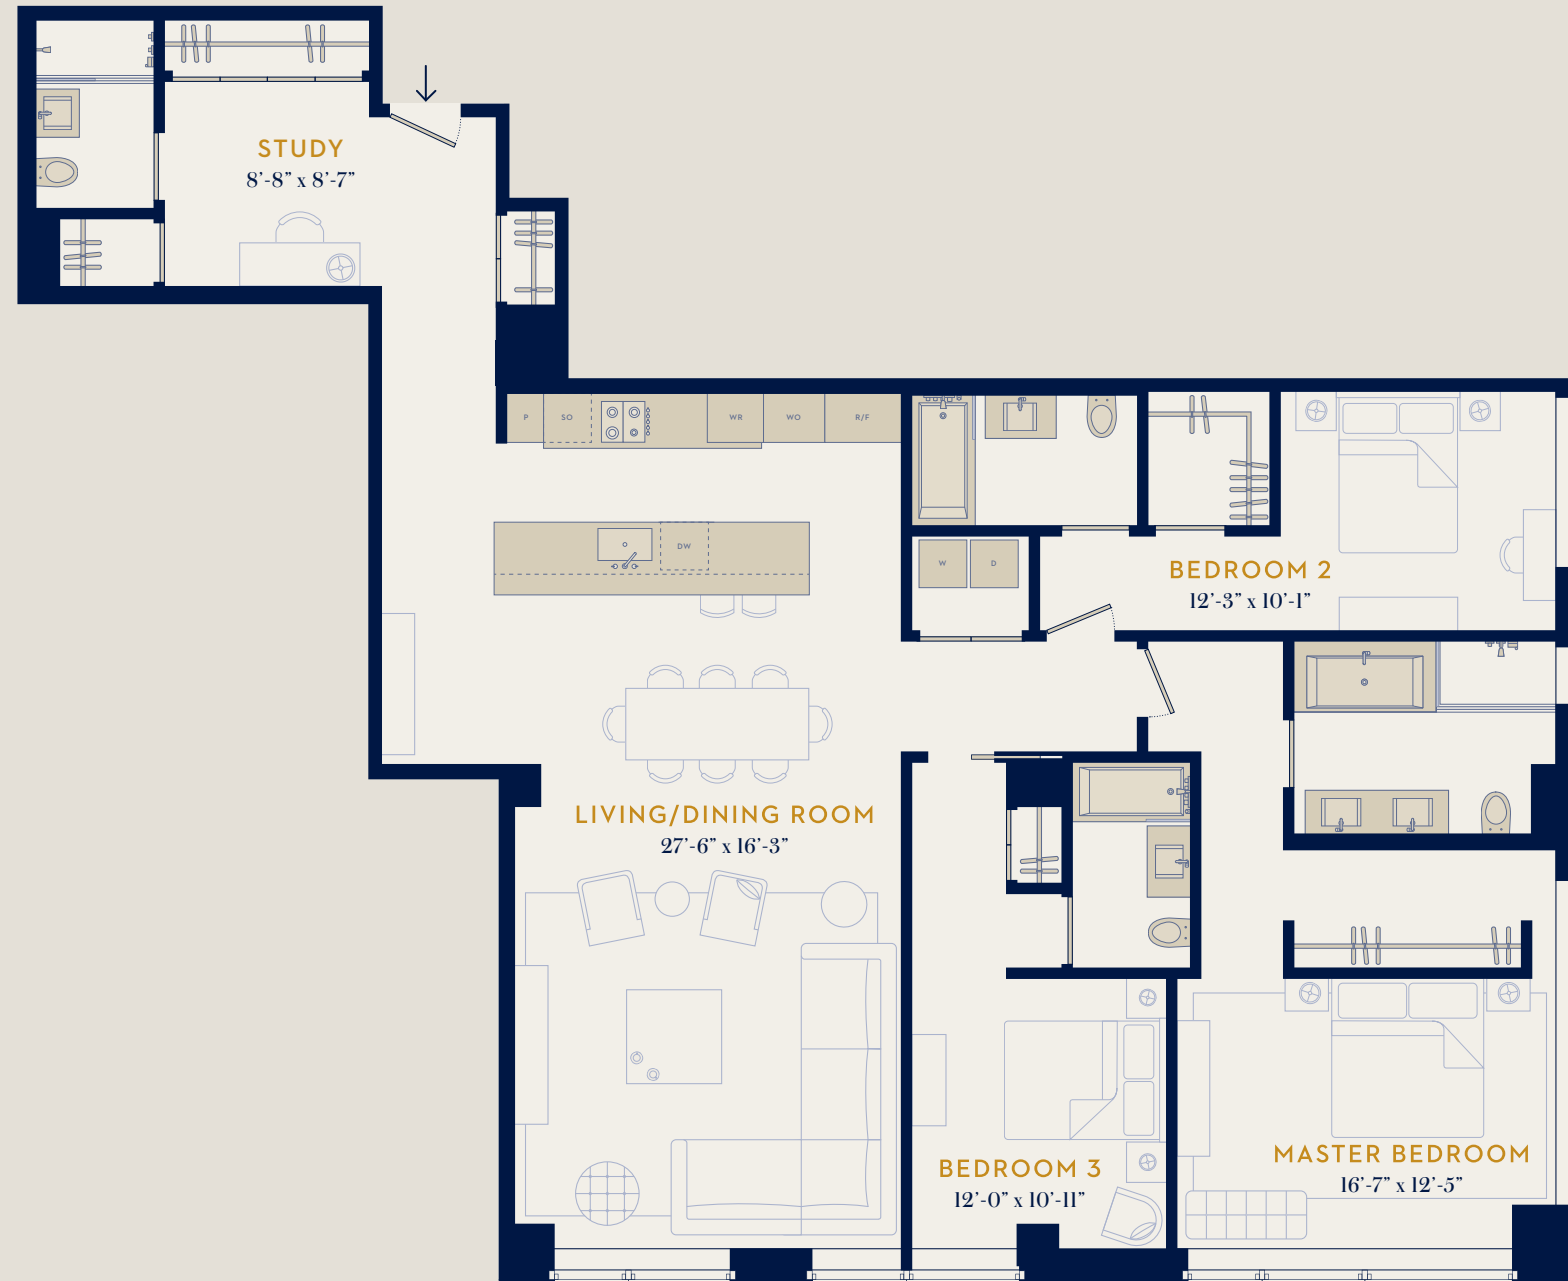 STUDY
8’-8” x 8’-7”
P
SO
WR
WO
R/F
DW
W
D
BEDROOM 2
12’-3” x 10’-1”
LIVING/DINING ROOM
27’-6” x 16’-3”
BEDROOM 3
12’-0” x 10’-11”
MASTER BEDROOM
16’-7” x 12’-5”